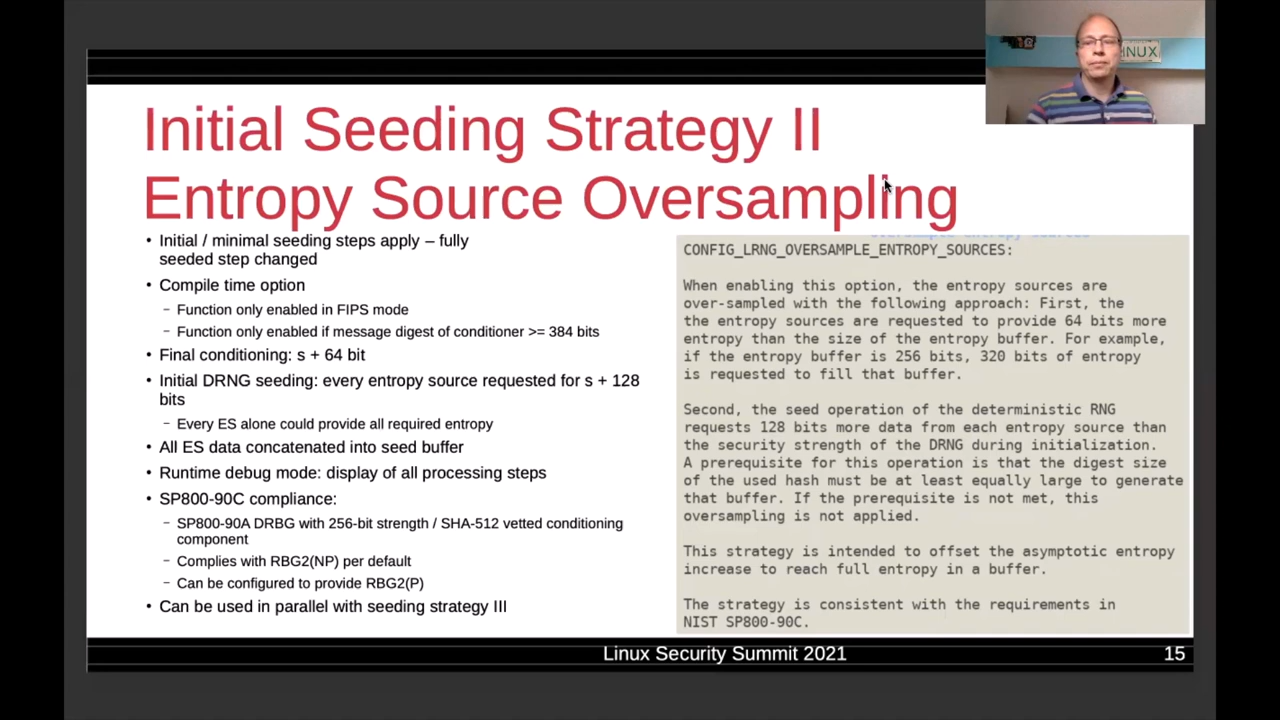 INUX
Initial Seeding Strategy II
Entropy Source Oversampling
• Initial / minimal seeding steps apply – fully
seeded step changed
• Compile time option
– Function only enabled in FIPS mode
– Function only enabled if message digest of conditioner >= 384 bits
• Final conditioning: s + 64 bit
• Initial DRNG seeding: every entropy source requested for s + 128
bits
– Every ES alone could provide all required entropy
• All ES data concatenated into seed buffer
• Runtime debug mode: display of all processing steps
• SP800-90C compliance:
– SP800-90A DRBG with 256-bit strength / SHA-512 vetted conditioning
component
– Complies with RBG2(NP) per default
– Can be configured to provide RBG2(P)
• Can be used in parallel with seeding strategy III
CONFIG_LRNG_OVERSAMPLE_ENTROPY_SOURCES:
When enabling this option, the entropy sources are
over-sampled with the following approach: First, the
the entropy sources are requested to provide 64 bits more
entropy than the size of the entropy buffer. For example,
if the entropy buffer is 256 bits, 320 bits of entropy
is requested to fill that buffer.
Second, the seed operation of the deterministic RNG
requests 128 bits more data from each entropy source than
the security strength of the DRNG during initialization.
A prerequisite for this operation is that the digest size
of the used hash must be at least equally large to generate
that buffer. If the prerequisite is not met, this
oversampling is not applied.
This strategy is intended to offset the asymptotic entropy
increase to reach full entropy in a buffer.
The strategy is consistent with the requirements in
NIST SP800-90C.
Linux Security Summit 2021
15